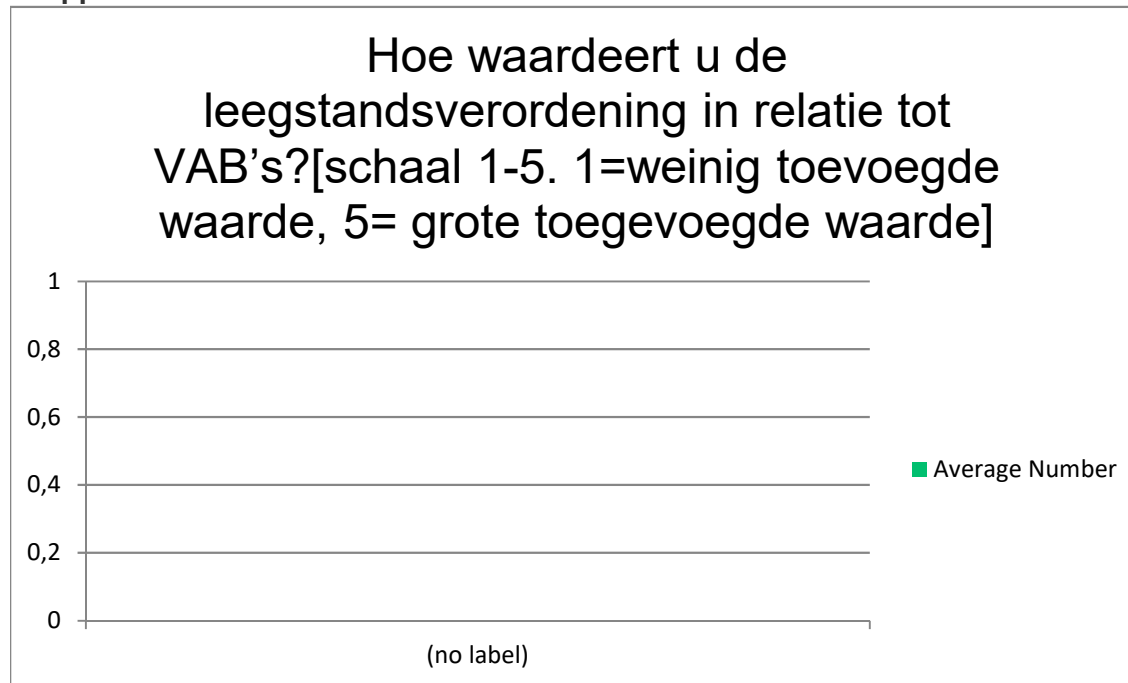 Hoe waardeert u de
leegstandsverordening in relatie tot
VAB's?[schaal 1-5. 1=weinig toevoegde
waarde, 5= grote toegevoegde waarde]
1
0,8
0,6
0,4
0,2
0
(no label)
Average Number